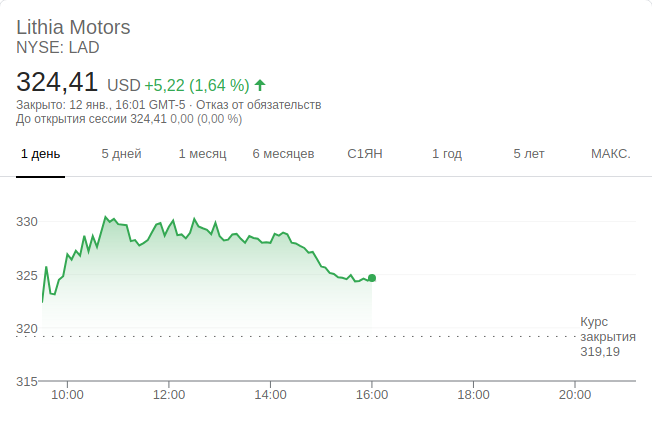 Lithia Motors
NYSE: LAD
324,41 USD +5,22 (1,64 %)
Закрыто: 12 янв., 16:01 GMT-5 · Отказ от обязательств
До открытия сессии 324,41 0,00 (0,00 %)
1 день 5 дней 1 месяц 6 месяцев С1ЯН 1 год 5 лет МАКС.
330
325
320
Курс
закрытия
319,19
315
10:00 12:00 14:00 16:00 18:00 20:00